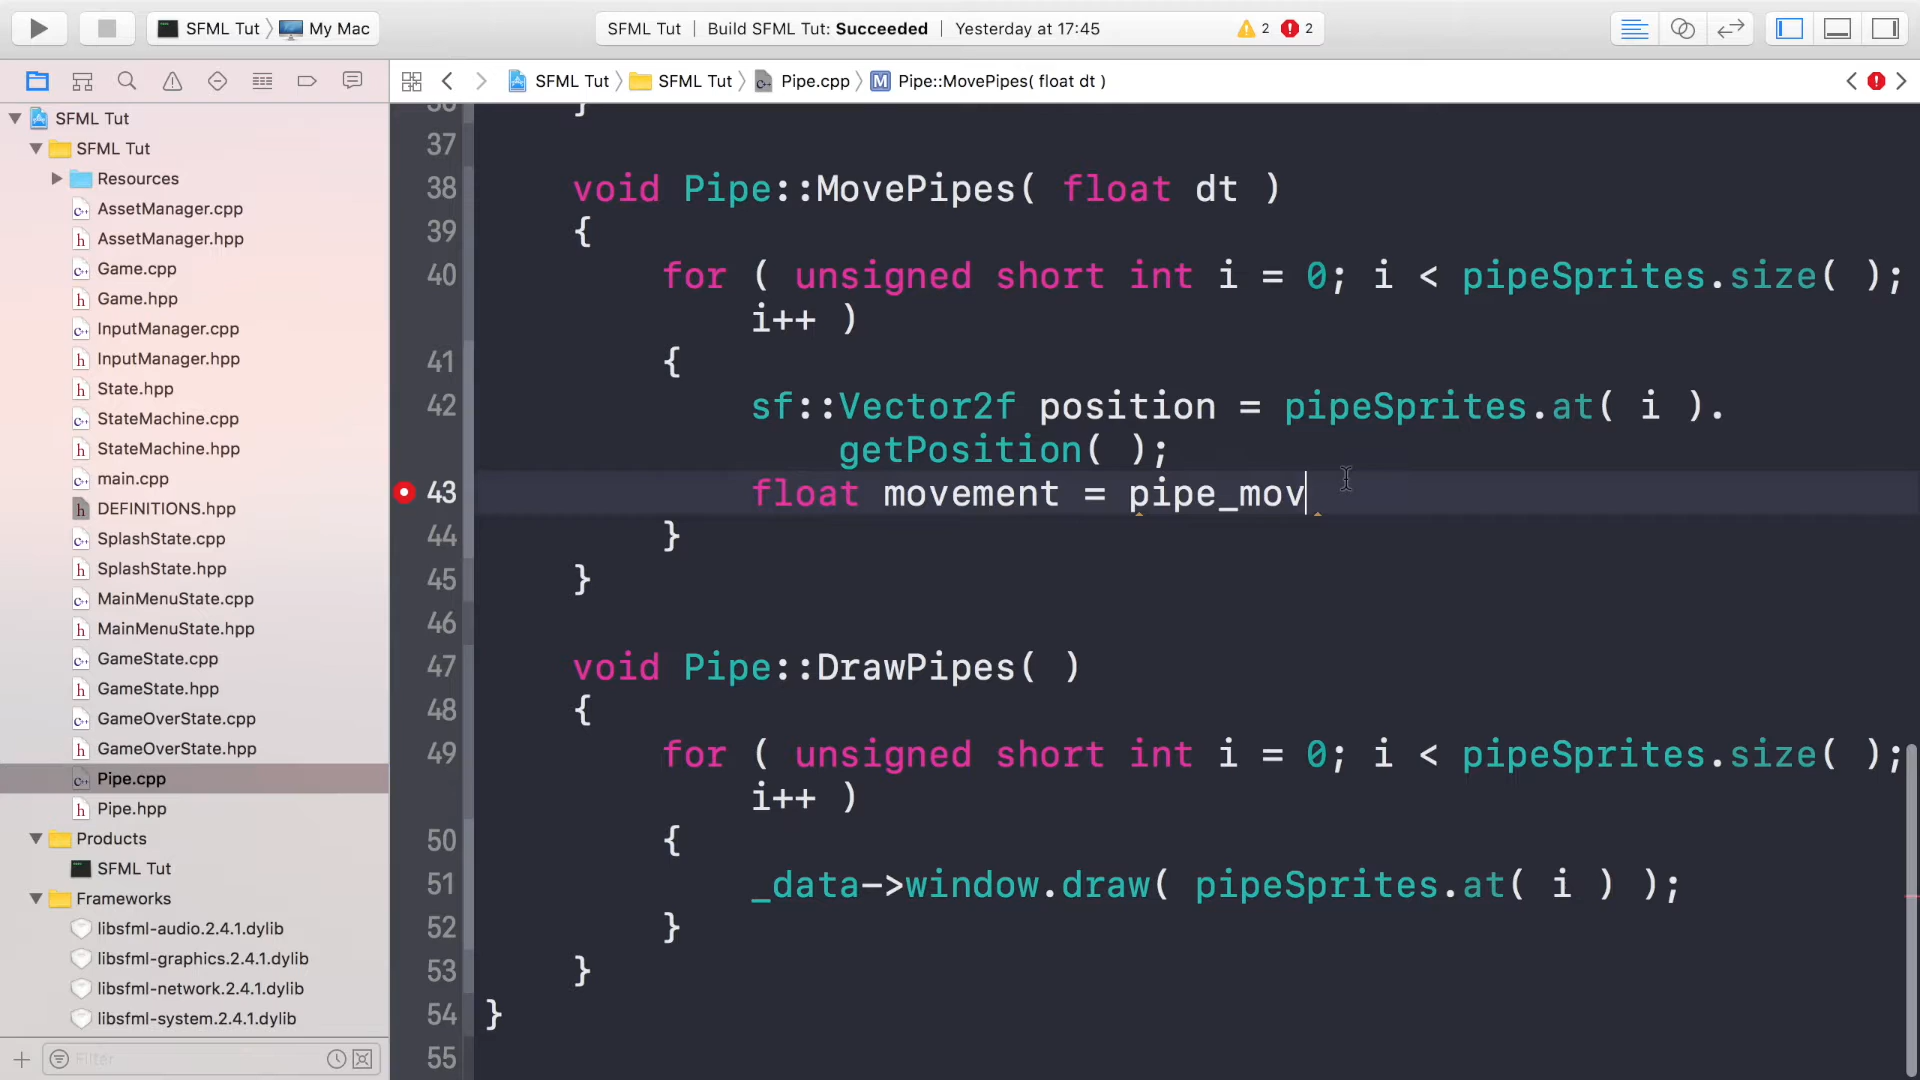 SFML Tut My Mac
SFML Tut Build SFML Tut: Succeeded Yesterday at 17:45 2 2
SFML Tut SFML Tut Pipe.cpp M Pipe::MovePipes( float dt )
SFML Tut
SFML Tut
Resources
AssetManager.cpp
AssetManager.hpp
Game.cpp
Game.hpp
InputManager.cpp
InputManager.hpp
State.hpp
StateMachine.cpp
StateMachine.hpp
main.cpp
DEFINITIONS.hpp
SplashState.cpp
SplashState.hpp
MainMenuState.cpp
MainMenuState.hpp
GameState.cpp
GameState.hpp
GameOverState.cpp
GameOverState.hpp
Pipe.cpp
Pipe.hpp
Products
SFML Tut
Frameworks
libsfml-audio.2.4.1.dylib
libsfml-graphics.2.4.1.dylib
libsfml-network.2.4.1.dylib
libsfml-system.2.4.1.dylib
Filter
36 }
37
38 void Pipe::MovePipes( float dt )
39 {
40 for ( unsigned short int i = 0; i < pipeSprites.size( );
i++ )
41 {
42 sf::Vector2f position = pipeSprites.at( i ).
getPosition( );
43 float movement = pipe_mov
44 }
45 }
46
47 void Pipe::DrawPipes( )
48 {
49 for ( unsigned short int i = 0; i < pipeSprites.size( );
i++ )
50 {
51 _data->window.draw( pipeSprites.at( i ) );
52 }
53 }
54 }
55